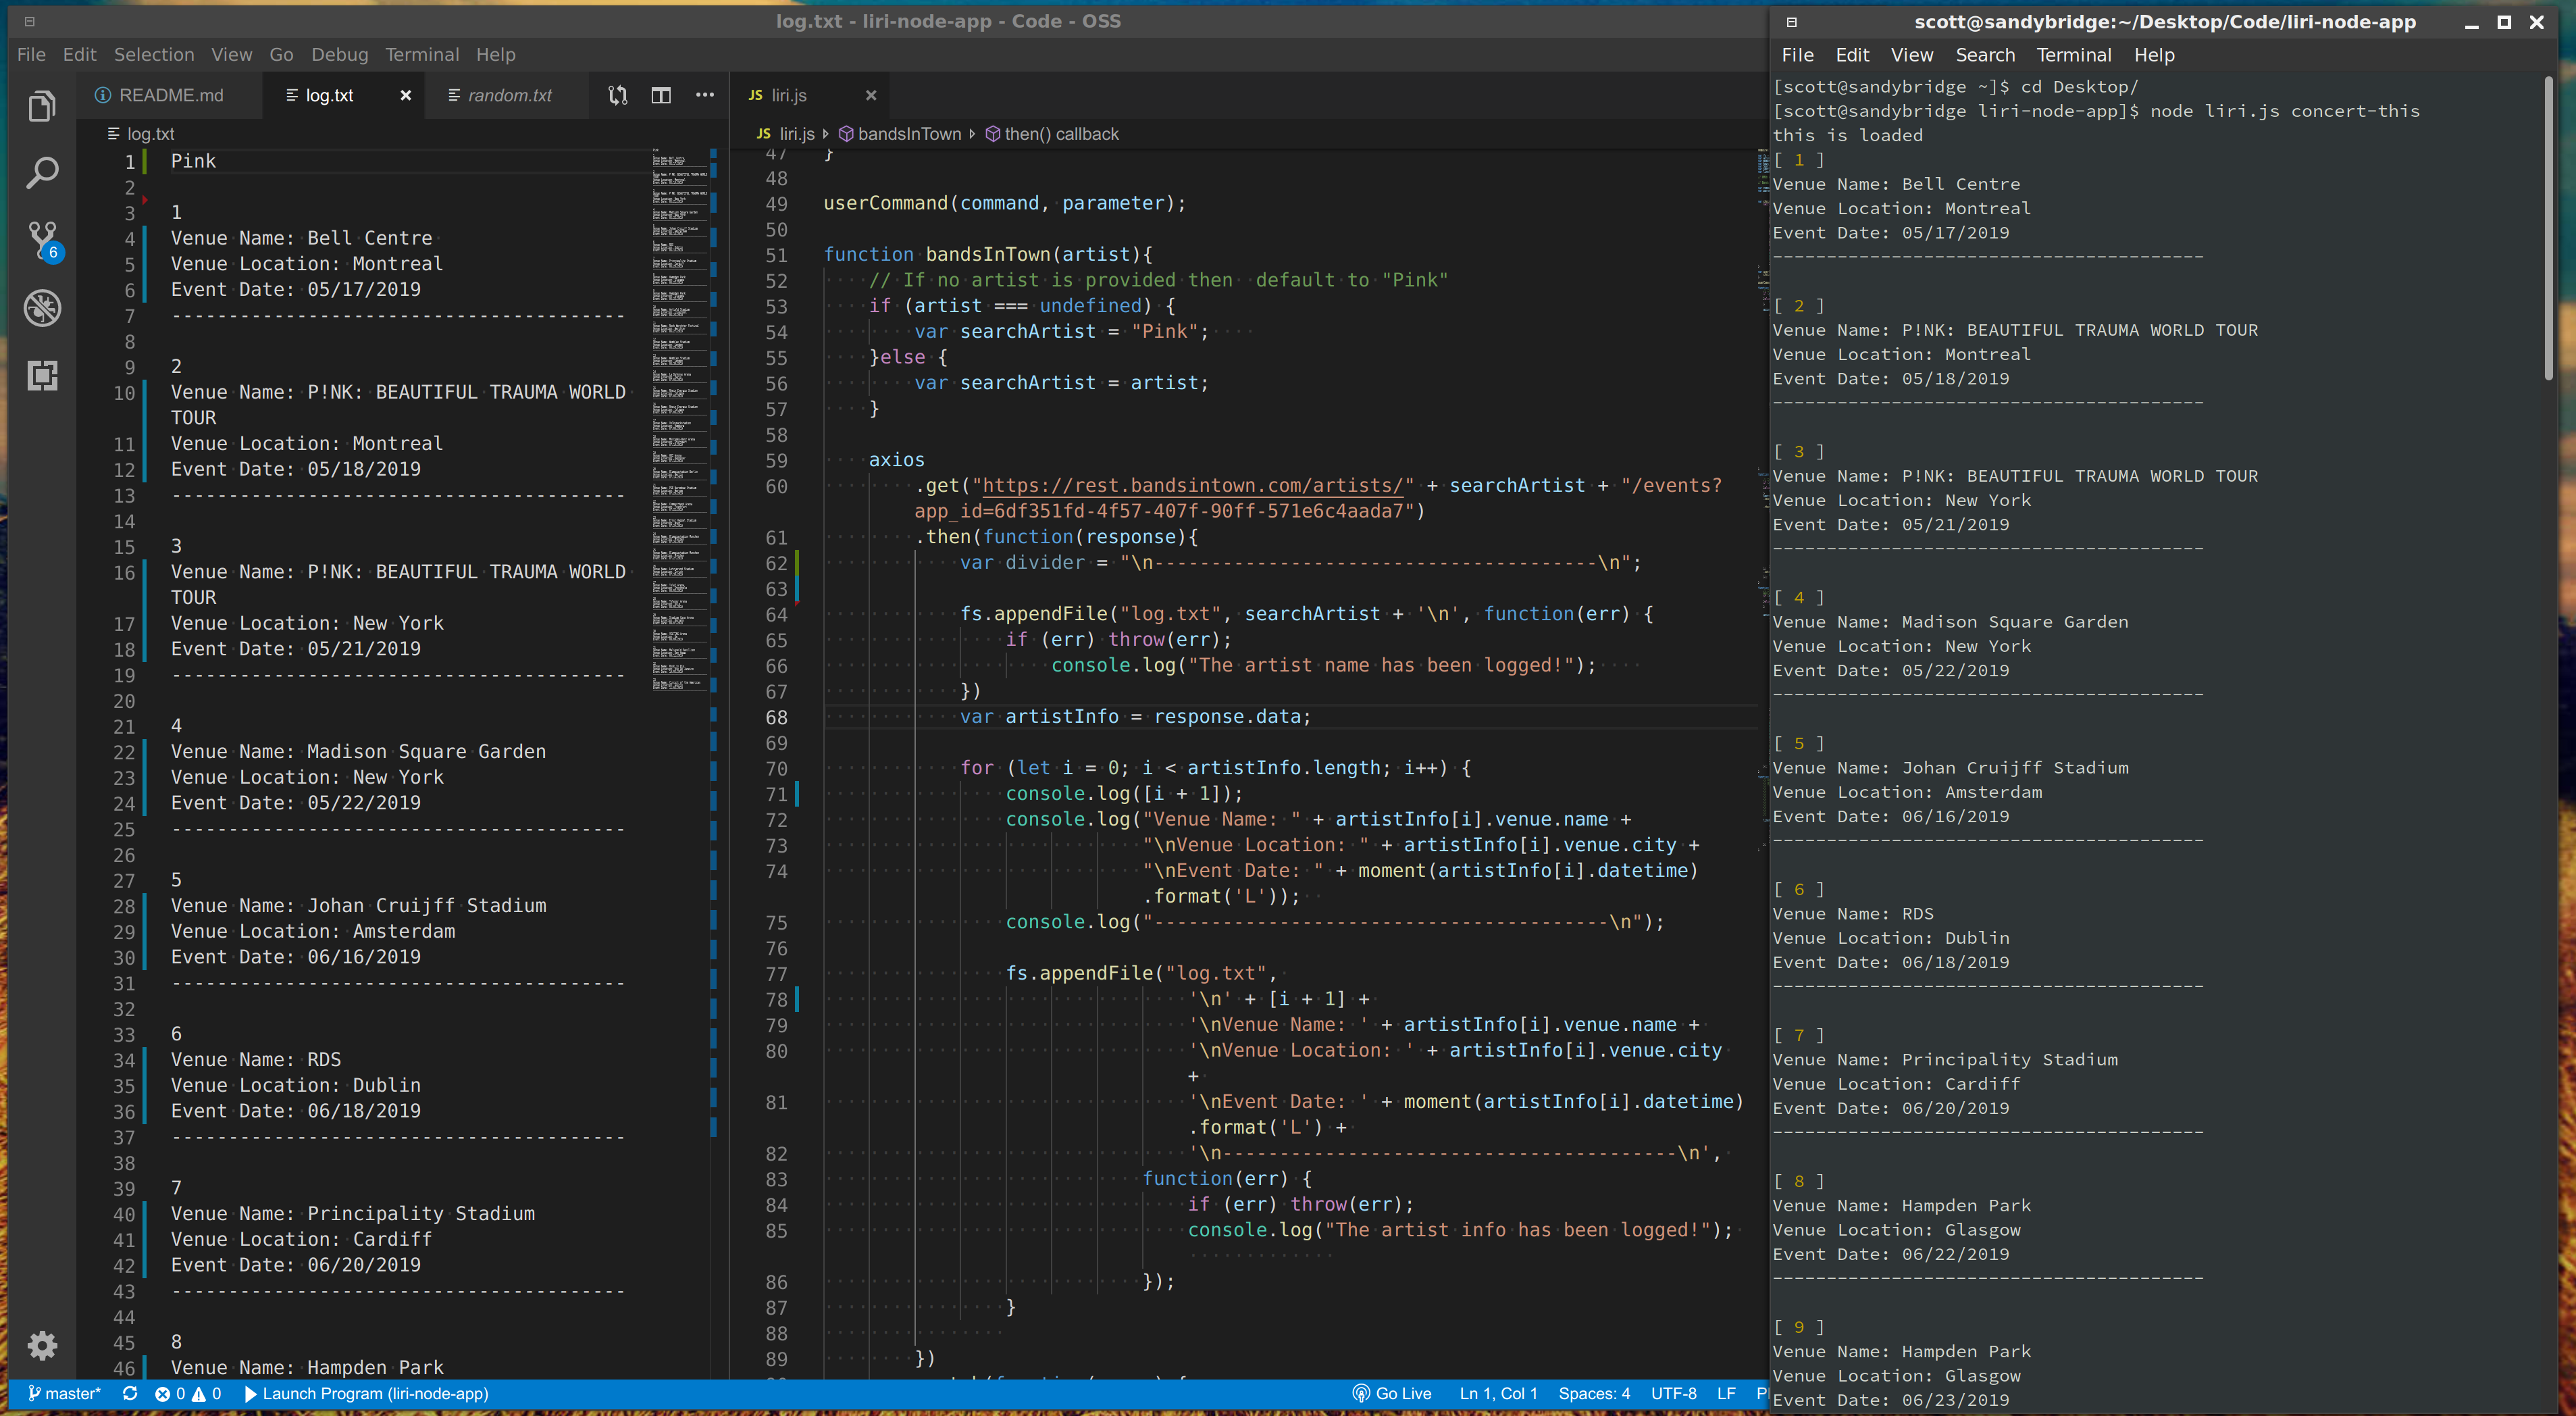 log.txt - liri-node-app - Code - OSS
File Edit Selection View Go Debug Terminal Help
README.md
log.txt
random.txt
log.txt
6
1 Pink
2
3 1
4 Venue Name: Bell Centre
5 Venue Location: Montreal
6 Event Date: 05/17/2019
7 ----------------------------------------
8
9 2
10 Venue Name: P!NK: BEAUTIFUL TRAUMA WORLD
TOUR
11 Venue Location: Montreal
12 Event Date: 05/18/2019
13 ----------------------------------------
14
15 3
16 Venue Name: P!NK: BEAUTIFUL TRAUMA WORLD
TOUR
17 Venue Location: New York
18 Event Date: 05/21/2019
19 ----------------------------------------
20
21 4
22 Venue Name: Madison Square Garden
23 Venue Location: New York
24 Event Date: 05/22/2019
25 ----------------------------------------
26
27 5
28 Venue Name: Johan Cruijff Stadium
29 Venue Location: Amsterdam
30 Event Date: 06/16/2019
31 ----------------------------------------
32
33 6
34 Venue Name: RDS
35 Venue Location: Dublin
36 Event Date: 06/18/2019
37 ----------------------------------------
38
39 7
40 Venue Name: Principality Stadium
41 Venue Location: Cardiff
42 Event Date: 06/20/2019
43 ----------------------------------------
44
45 8
46 Venue Name: Hampden Park
JS liri.js
JS liri.js bandsInTown then() callback
47 }
48
49 userCommand(command, parameter);
50
51 function bandsInTown(artist){
52 // If no artist is provided then  default to "Pink"
53 if (artist === undefined) {
54 var searchArtist = "Pink";
55 }else {
56 var searchArtist = artist;
57 }
58
59 axios
60 .get("https://rest.bandsintown.com/artists/" + searchArtist + "/events?
app_id=6df351fd-4f57-407f-90ff-571e6c4aada7")
61 .then(function(response){
62 var divider = "\n---------------------------------------\n";
63
64 fs.appendFile("log.txt", searchArtist + '\n', function(err) {
65 if (err) throw(err);
66 console.log("The artist name has been logged!");
67 })
68 var artistInfo = response.data;
69
70 for (let i = 0; i < artistInfo.length; i++) {
71 console.log([i + 1]);
72 console.log("Venue Name: " + artistInfo[i].venue.name +
73 "\nVenue Location: " + artistInfo[i].venue.city +
74 "\nEvent Date: " + moment(artistInfo[i].datetime)
.format('L'));
75 console.log("----------------------------------------\n");
76
77 fs.appendFile("log.txt",
78 '\n' + [i + 1] +
79 '\nVenue Name: ' + artistInfo[i].venue.name +
80 '\nVenue Location: ' + artistInfo[i].venue.city
+
81 '\nEvent Date: ' + moment(artistInfo[i].datetime)
.format('L') +
82 '\n----------------------------------------\n',
83 function(err) {
84 if (err) throw(err);
85 console.log("The artist info has been logged!");
86 });
87 }
88
89 })
master* 0 0 Launch Program (liri-node-app)
Go Live Ln 1, Col 1 Spaces: 4 UTF-8 LF
scott@sandybridge:~/Desktop/Code/liri-node-app
File Edit View Search Terminal Help
[scott@sandybridge ~]$ cd Desktop/
[scott@sandybridge liri-node-app]$ node liri.js concert-this
this is loaded
[ 1 ]
Venue Name: Bell Centre
Venue Location: Montreal
Event Date: 05/17/2019
----------------------------------------
[ 2 ]
Venue Name: P!NK: BEAUTIFUL TRAUMA WORLD TOUR
Venue Location: Montreal
Event Date: 05/18/2019
----------------------------------------
[ 3 ]
Venue Name: P!NK: BEAUTIFUL TRAUMA WORLD TOUR
Venue Location: New York
Event Date: 05/21/2019
----------------------------------------
[ 4 ]
Venue Name: Madison Square Garden
Venue Location: New York
Event Date: 05/22/2019
----------------------------------------
[ 5 ]
Venue Name: Johan Cruijff Stadium
Venue Location: Amsterdam
Event Date: 06/16/2019
----------------------------------------
[ 6 ]
Venue Name: RDS
Venue Location: Dublin
Event Date: 06/18/2019
----------------------------------------
[ 7 ]
Venue Name: Principality Stadium
Venue Location: Cardiff
Event Date: 06/20/2019
----------------------------------------
[ 8 ]
Venue Name: Hampden Park
Venue Location: Glasgow
Event Date: 06/22/2019
----------------------------------------
[ 9 ]
Venue Name: Hampden Park
Venue Location: Glasgow
Event Date: 06/23/2019